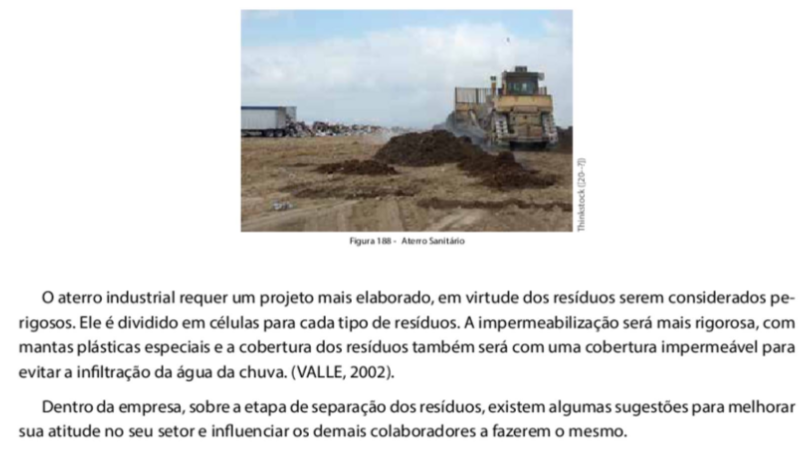 Thinkstock ([20--?])
Figura 188 - Aterro Sanitário
O aterro industrial requer um projeto mais elaborado, em virtude dos resíduos serem considerados pe-
rigosos. Ele é dividido em células para cada tipo de resíduos. A impermeabilização será mais rigorosa, com
mantas plásticas especiais e a cobertura dos resíduos também será com uma cobertura impermeável para
evitar a infiltração da água da chuva. (VALLE, 2002).
Dentro da empresa, sobre a etapa de separação dos resíduos, existem algumas sugestões para melhorar
sua atitude no seu setor e influenciar os demais colaboradores a fazerem o mesmo.